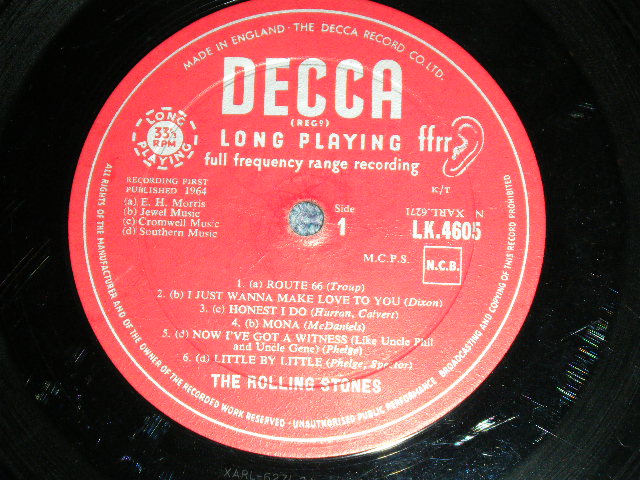 MADE IN ENGLAND · THE DECCA RECORD CO. LTD.
DECCA
(REGD)
LONG PLAYING
ffrr
full frequency range recording
LONG
33⅓
RPM
PLAYING
K/T
RECORDING FIRST
PUBLISHED 1964
(a) E. H. Morris
(b) Jewel Music
(c) Cromwell Music
(d) Southern Music
Side
1
N XARL.6271
LK.4605
M.C.P.S.
N.C.B.
1. (a) ROUTE 66 (Troup)
2. (b) I JUST WANNA MAKE LOVE TO YOU (Dixon)
3. (c) HONEST I DO (Hurran, Calvert)
4. (b) MONA (McDaniels)
5. (d) NOW I'VE GOT A WITNESS (Like Uncle Phil
and Uncle Gene) (Phelge)
6. (d) LITTLE BY LITTLE (Phelge, Spector)
THE ROLLING STONES
ALL RIGHTS OF THE MANUFACTURER AND OF THE OWNER OF THE RECORDED WORK RESERVED · UNAUTHORISED PUBLIC PERFORMANCE BROADCASTING AND COPYING OF THIS RECORD PROHIBITED
XARL-6271